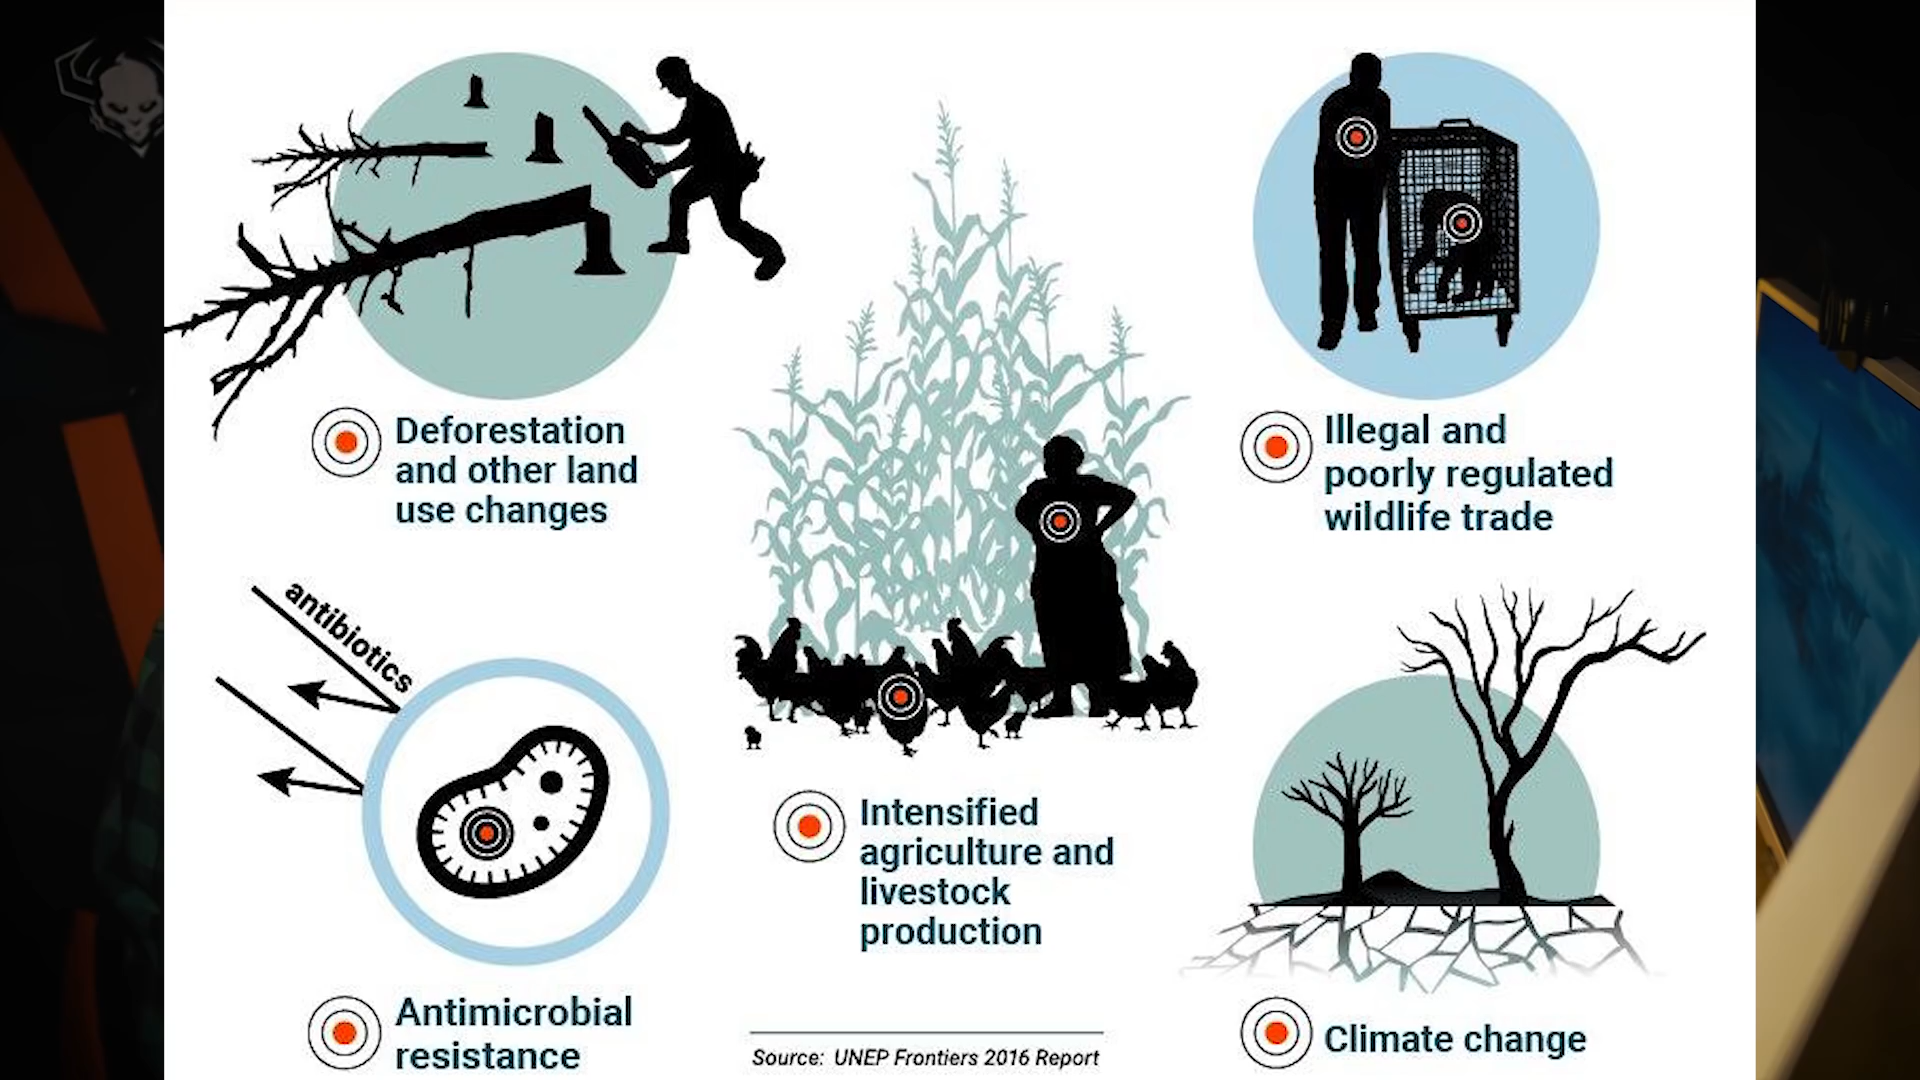 Deforestation
and other land
use changes
Illegal and
poorly regulated
wildlife trade
antibiotics
Intensified
agriculture and
livestock
production
Antimicrobial
resistance
Climate change
Source: UNEP Frontiers 2016 Report